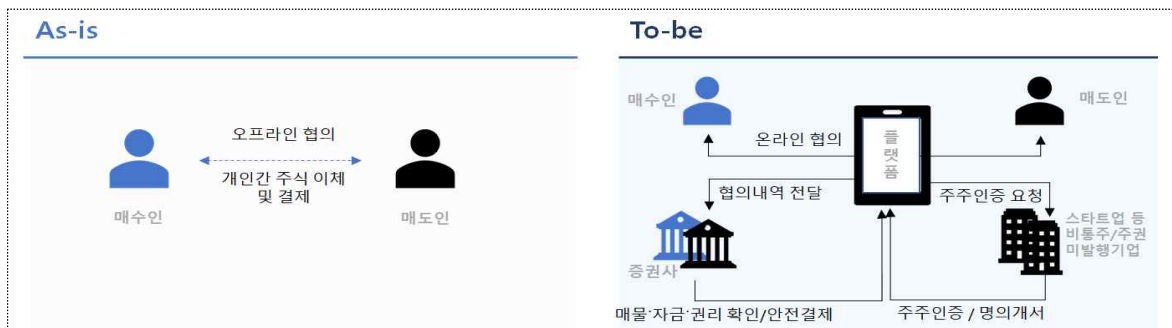 As-is
오프라인 협의
개인간 주식 이체
및 결제
매수인
매도인
To-be
매수인
매도인
온라인 협의
플
랫
폼
협의내역 전달
주주인증 요청
증권사
스타트업 등
비통주/주권
미발행기업
매물·자금·권리 확인/안전결제
주주인증 / 명의개서